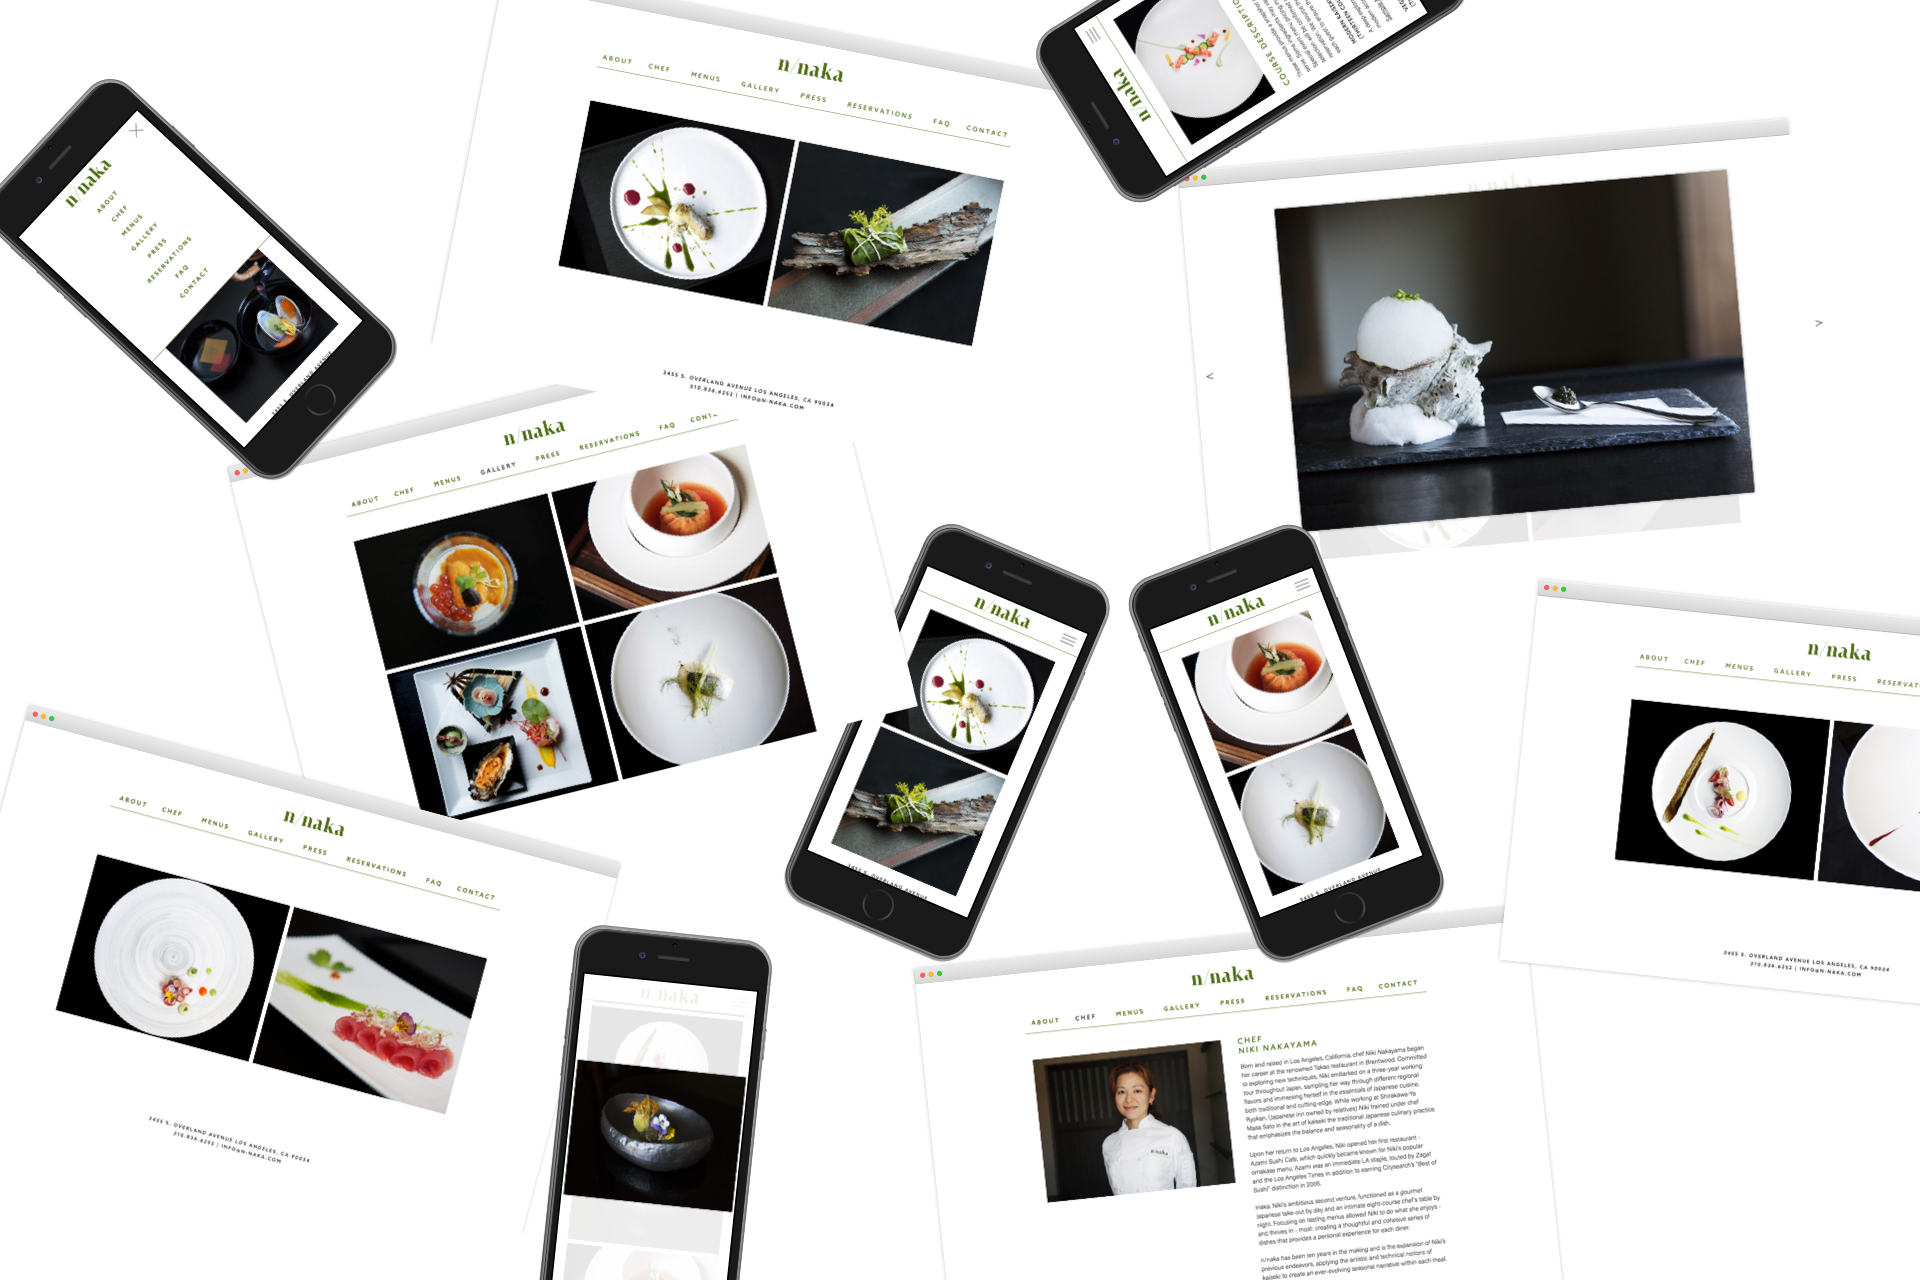 n/naka
ABOUT
CHEF
MENUS
GALLERY
PRESS
RESERVATIONS
FAQ
CONTACT
3455 S. OVERLAND AVENUE
n/naka
ABOUT CHEF MENUS GALLERY PRESS RESERVATIONS FAQ CONTACT
3455 S. OVERLAND AVENUE LOS ANGELES, CA 90034
310.836.6252 | INFO@N-NAKA.COM
n/naka
COURSE DESCRIPTIO
n/naka
< >
n/naka
ABOUT CHEF MENUS GALLERY PRESS RESERVATIONS FAQ
n/naka
3455 S. OVERLAND AVENUE
n/naka
3455 S. OVERLAND AVENUE
n/naka
ABOUT CHEF MENUS GALLERY PRESS
3455 S. OVERLAND AVENUE LOS ANGELES, CA 90034
310.836.6252 | INFO@N-NAKA.COM
n/naka
ABOUT CHEF MENUS GALLERY PRESS RESERVATIONS FAQ CONTACT
3455 S. OVERLAND AVENUE LOS ANGELES, CA 90034
310.836.6252 | INFO@N-NAKA.COM
n/naka
n/naka
ABOUT CHEF MENUS GALLERY PRESS RESERVATIONS FAQ CONTACT
CHEF
NIKI NAKAYAMA
Born and raised in Los Angeles, California, chef Niki Nakayama began
her career at the renowned Takao restaurant in Brentwood. Committed
to exploring new techniques, Niki embarked on a three-year working
tour throughout Japan, sampling her way through different regional
flavors and immersing herself in the essentials of Japanese cuisine,
both traditional and cutting-edge. While working at Shirakawa-Ya
Ryokan, (Japanese inn owned by relatives) Niki trained under chef
Masa Sato in the art of kaiseki the traditional Japanese culinary practice
that emphasizes the balance and seasonality of a dish.
Upon her return to Los Angeles, Niki opened her first restaurant -
Azami Sushi Cafe, which quickly became known for Niki's popular
omakase menu. Azami was an immediate LA staple, touted by Zagat
and the Los Angeles Times in addition to earning Citysearch's "Best of
Sushi" distinction in 2006.
Inaka, Niki's ambitious second venture, functioned as a gourmet
Japanese take-out by day and an intimate eight-course chef's table by
night. Focusing on tasting menus allowed Niki to do what she enjoys -
and thrives in - most: creating a thoughtful and cohesive series of
dishes that provides a personal experience for each diner.
n/naka has been ten years in the making and is the expansion of Niki's
previous endeavors, applying the artistic and technical notions of
kaiseki to create an ever-evolving seasonal narrative within each meal.